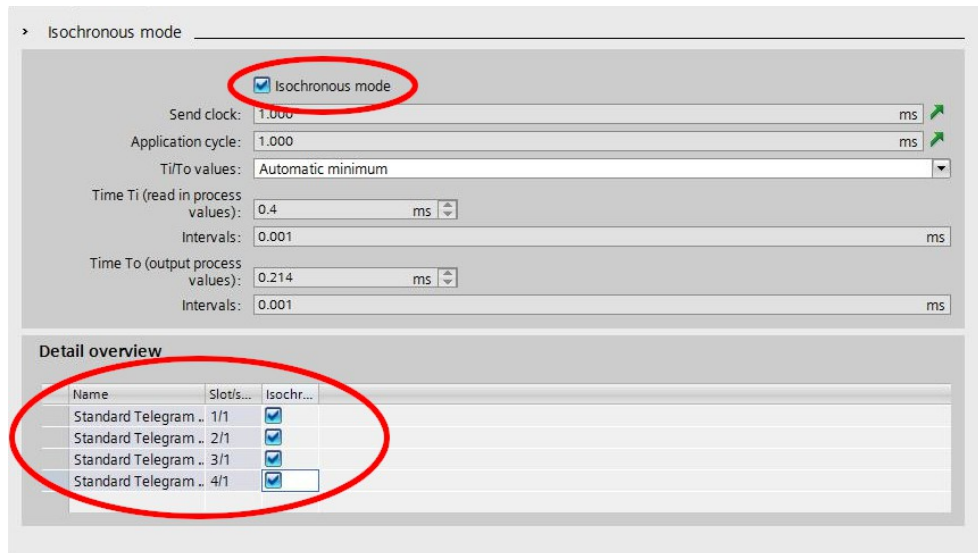 Isochronous mode
Isochronous mode
Send clock: 1.000 ms
Application cycle: 1.000 ms
Ti/To values: Automatic minimum
Time Ti (read in process
values): 0.4 ms
Intervals: 0.001 ms
Time To (output process
values): 0.214 ms
Intervals: 0.001 ms
Detail overview
Name Slot/s... Isochr...
Standard Telegram .. 1/1
Standard Telegram .. 2/1
Standard Telegram .. 3/1
Standard Telegram .. 4/1